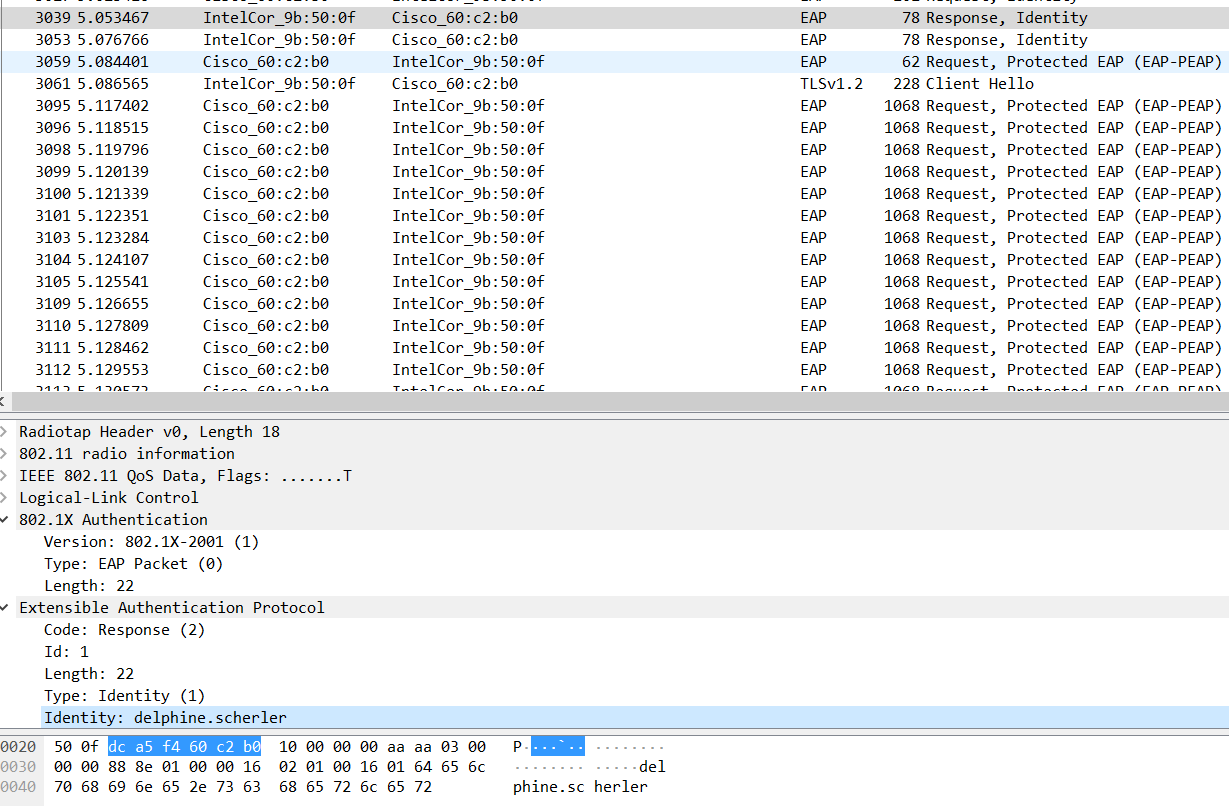 3039 5.053467 IntelCor_9b:50:0f Cisco_60:c2:b0 EAP 78 Response, Identity
3053 5.076766 IntelCor_9b:50:0f Cisco_60:c2:b0 EAP 78 Response, Identity
3059 5.084401 Cisco_60:c2:b0 IntelCor_9b:50:0f EAP 62 Request, Protected EAP (EAP-PEAP)
3061 5.086565 IntelCor_9b:50:0f Cisco_60:c2:b0 TLSv1.2 228 Client Hello
3095 5.117402 Cisco_60:c2:b0 IntelCor_9b:50:0f EAP 1068 Request, Protected EAP (EAP-PEAP)
3096 5.118515 Cisco_60:c2:b0 IntelCor_9b:50:0f EAP 1068 Request, Protected EAP (EAP-PEAP)
3098 5.119796 Cisco_60:c2:b0 IntelCor_9b:50:0f EAP 1068 Request, Protected EAP (EAP-PEAP)
3099 5.120139 Cisco_60:c2:b0 IntelCor_9b:50:0f EAP 1068 Request, Protected EAP (EAP-PEAP)
3100 5.121339 Cisco_60:c2:b0 IntelCor_9b:50:0f EAP 1068 Request, Protected EAP (EAP-PEAP)
3101 5.122351 Cisco_60:c2:b0 IntelCor_9b:50:0f EAP 1068 Request, Protected EAP (EAP-PEAP)
3103 5.123284 Cisco_60:c2:b0 IntelCor_9b:50:0f EAP 1068 Request, Protected EAP (EAP-PEAP)
3104 5.124107 Cisco_60:c2:b0 IntelCor_9b:50:0f EAP 1068 Request, Protected EAP (EAP-PEAP)
3105 5.125541 Cisco_60:c2:b0 IntelCor_9b:50:0f EAP 1068 Request, Protected EAP (EAP-PEAP)
3109 5.126655 Cisco_60:c2:b0 IntelCor_9b:50:0f EAP 1068 Request, Protected EAP (EAP-PEAP)
3110 5.127809 Cisco_60:c2:b0 IntelCor_9b:50:0f EAP 1068 Request, Protected EAP (EAP-PEAP)
3111 5.128462 Cisco_60:c2:b0 IntelCor_9b:50:0f EAP 1068 Request, Protected EAP (EAP-PEAP)
3112 5.129553 Cisco_60:c2:b0 IntelCor_9b:50:0f EAP 1068 Request, Protected EAP (EAP-PEAP)
Radiotap Header v0, Length 18
802.11 radio information
IEEE 802.11 QoS Data, Flags: .......T
Logical-Link Control
802.1X Authentication
Version: 802.1X-2001 (1)
Type: EAP Packet (0)
Length: 22
Extensible Authentication Protocol
Code: Response (2)
Id: 1
Length: 22
Type: Identity (1)
Identity: delphine.scherler
0020 50 0f dc a5 f4 60 c2 b0 10 00 00 00 aa aa 03 00 P·····`·· ········
0030 00 00 88 8e 01 00 00 16 02 01 00 16 01 64 65 6c ········ ·····del
0040 70 68 69 6e 65 2e 73 63 68 65 72 6c 65 72 phine.sc herler